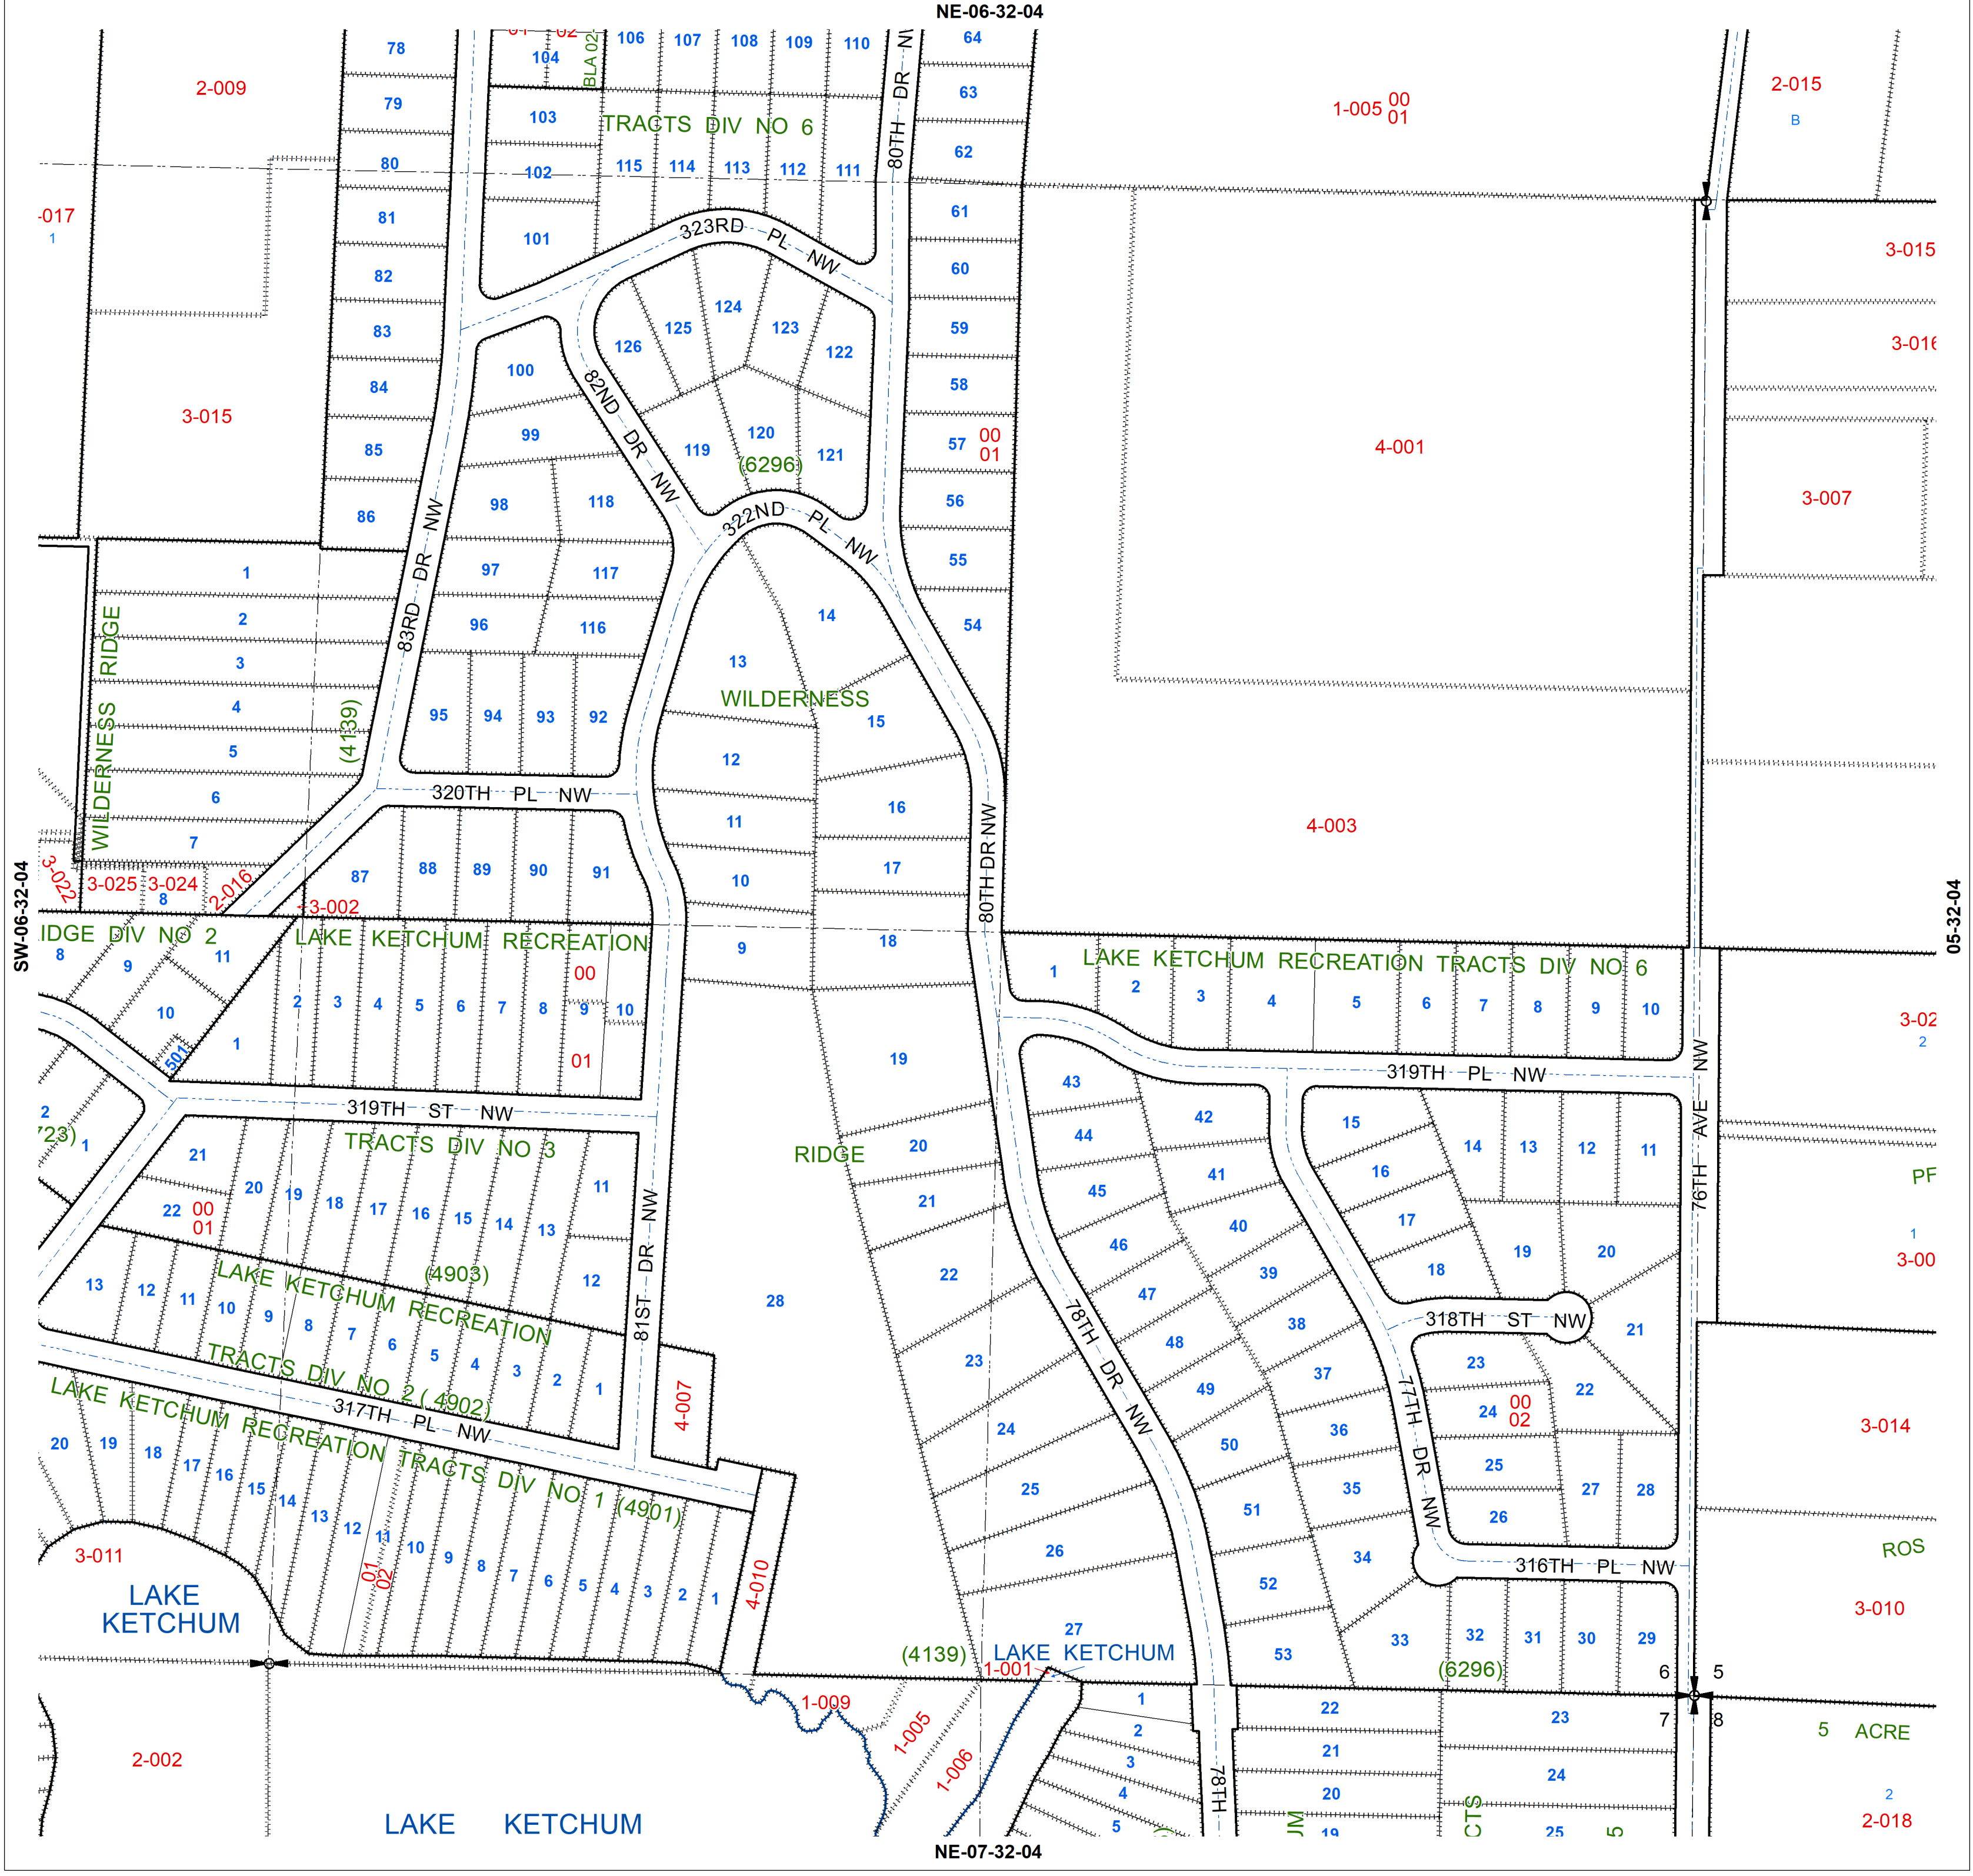 NE-06-32-04
SW-06-32-04
05-32-04
NE-07-32-04
2-009
78
79
80
81
82
83
84
85
86
-017
1
3-015
104
BLA 02
103
102
101
106 107 108 109 110
TRACTS DIV NO 6
115 114 113 112 111
80TH DR
64
63
62
61
60
59
58
57 00
01
56
55
54
1-005 00
01
2-015
B
3-015
3-007
4-001
4-003
323RD PL NW
124
125 123
126 122
82ND DR NW
119 120 121
(6296)
322ND PL NW
100
99
98 118
97 117
96 116
95 94 93 92
83RD DR NW
WILDERNESS RIDGE
1
2
3
4
5
6
7
(4139)
3-022
3-025 3-024
8
2-016
3-002
320TH PL NW
87 88 89 90 91
13 14
WILDERNESS
15
12
16
11
17
10
9 18
80TH DR NW
19
20
RIDGE
21
22
28
23
24
25
26
27
(4139)
IDGE DIV NO 2
8 9 11
10
501
2
1
LAKE KETCHUM RECREATION
00
1 2 3 4 5 6 7 8 9 10
01
319TH ST NW
TRACTS DIV NO 3
21
22 00
01
20 19 18 17 16 15 14 13 11
12
(4903)
81ST DR NW
13 12 11 10 9 8 7 6 5 4 3 2 1
LAKE KETCHUM RECREATION
TRACTS DIV NO 2 ( 4902)
317TH PL NW
4-007
LAKE KETCHUM RECREATION TRACTS DIV NO 1 (4901)
20 19 18 17 16 15 14 13 12 11 10 9 8 7 6 5 4 3 2 1
01
02
4-010
3-011
LAKE
KETCHUM
2-002
LAKE KETCHUM
1-009
1-005
1-006
1-001
LAKE KETCHUM
LAKE KETCHUM RECREATION TRACTS DIV NO 6
1 2 3 4 5 6 7 8 9 10
319TH PL NW
76TH AVE NW
43
44 42
45 41
46 40
47 39
48 38
49 37
50 36
51 35
52 34
53 33
78TH DR NW
15 14 13 12 11
16
17
18 19 20
318TH ST NW
21
23 22
24 00
02
25
26 27 28
77TH DR NW
316TH PL NW
32 31 30 29
(6296)
6 5
7 8
2
1
3-014
3-010
1
2
3
4
5
78TH
22 23
21
20 24
19 25
5
5 ACRE
2
2-018